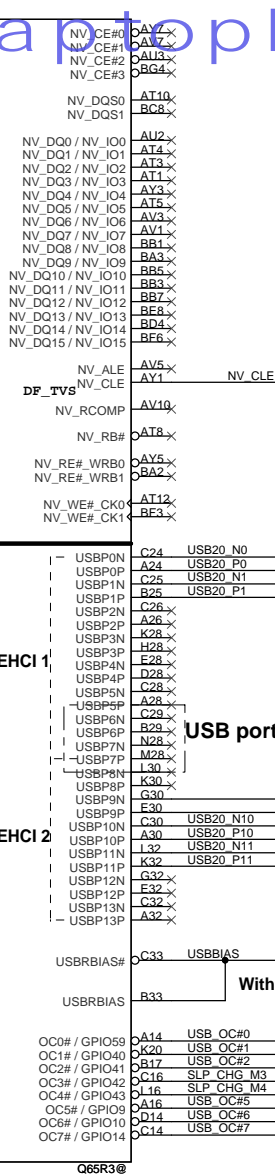 aptopl
NV_CE#0 AY7
NV_CE#1 AV7
NV_CE#2 AU3
NV_CE#3 BG4
NV_DQS0 AT10
NV_DQS1 BC8
NV_DQ0 / NV_IO0 AU2
NV_DQ1 / NV_IO1 AT4
NV_DQ2 / NV_IO2 AT3
NV_DQ3 / NV_IO3 AT1
NV_DQ4 / NV_IO4 AY3
NV_DQ5 / NV_IO5 AT5
NV_DQ6 / NV_IO6 AV3
NV_DQ7 / NV_IO7 AV1
NV_DQ8 / NV_IO8 BB1
NV_DQ9 / NV_IO9 BA3
NV_DQ10 / NV_IO10 BB5
NV_DQ11 / NV_IO11 BB3
NV_DQ12 / NV_IO12 BB7
NV_DQ13 / NV_IO13 BE8
NV_DQ14 / NV_IO14 BD4
NV_DQ15 / NV_IO15 BF6
NV_ALE AV5
DF_TVS NV_CLE AY1 NV_CLE
NV_RCOMP AV10
NV_RB# AT8
NV_RE#_WRB0 AY5
NV_RE#_WRB1 BA2
NV_WE#_CK0 AT12
NV_WE#_CK1 BF3
USBP0N C24 USB20_N0
USBP0P A24 USB20_P0
USBP1N C25 USB20_N1
USBP1P B25 USB20_P1
USBP2N C26
USBP2P A26
USBP3N K28
USBP3P H28
EHCI 1
USBP4N E28
USBP4P D28
USBP5N C28
USBP5P A28
USBP6N C29
USBP6P B29
USB port
USBP7N N28
USBP7P M28
USBP8N L30
USBP8P K30
USBP9N G30
USBP9P E30
USBP10N C30 USB20_N10
EHCI 2
USBP10P A30 USB20_P10
USBP11N L32 USB20_N11
USBP11P K32 USB20_P11
USBP12N G32
USBP12P E32
USBP13N C32
USBP13P A32
USBRBIAS# C33 USBBIAS
With
USBRBIAS B33
OC0# / GPIO59 A14 USB_OC#0
OC1# / GPIO40 K20 USB_OC#1
OC2# / GPIO41 B17 USB_OC#2
OC3# / GPIO42 C16 SLP_CHG_M3
OC4# / GPIO43 L16 SLP_CHG_M4
OC5# / GPIO9 A16 USB_OC#5
OC6# / GPIO10 D14 USB_OC#6
OC7# / GPIO14 C14 USB_OC#7
Q65R3@